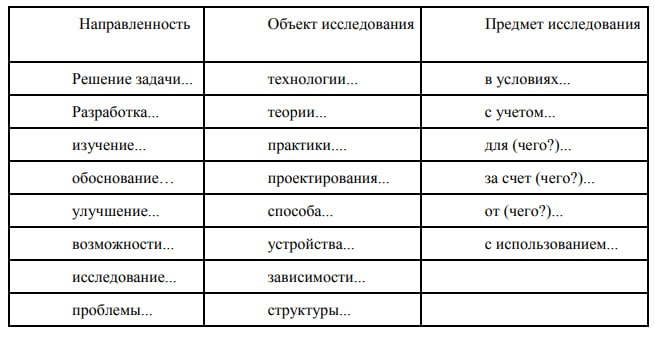 Направленность Объект исследования Предмет исследования
Решение задачи... технологии... в условиях...
Разработка... теории... с учетом...
изучение... практики.... для (чего?)...
обоснование… проектирования... за счет (чего?)...
улучшение... способа... от (чего?)...
возможности... устройства... с использованием...
исследование... зависимости...
проблемы... структуры...